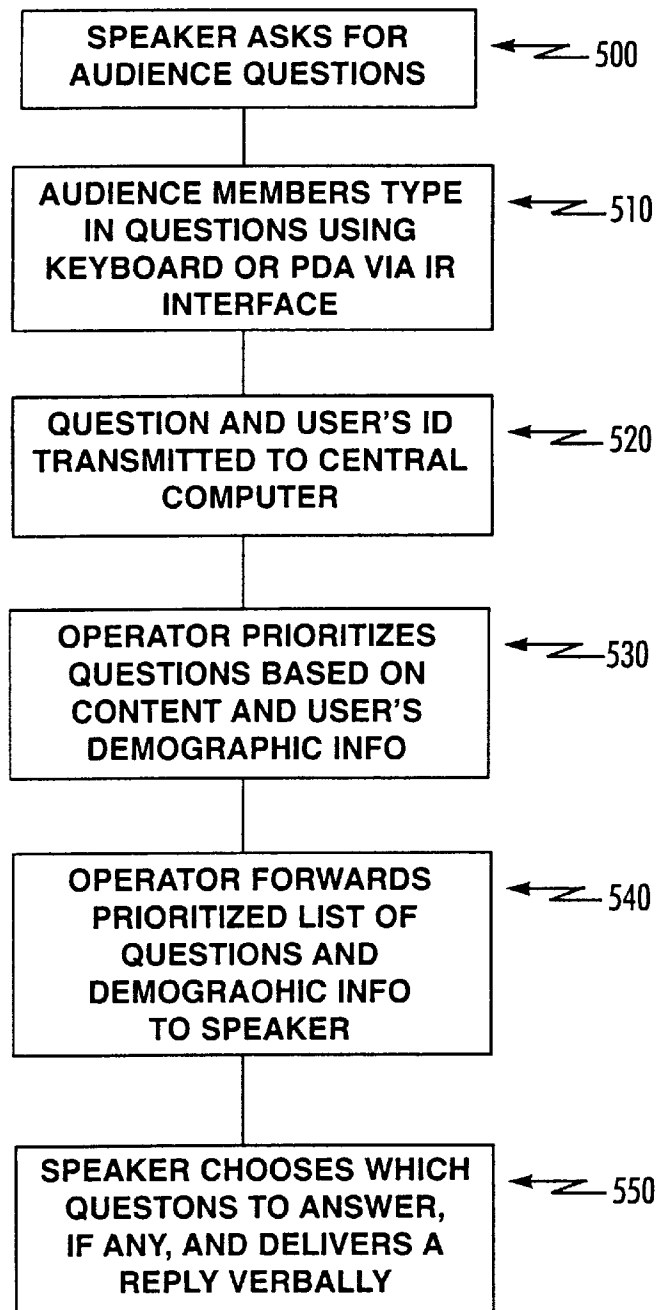 SPEAKER ASKS FOR
AUDIENCE QUESTIONS
500
AUDIENCE MEMBERS TYPE
IN QUESTIONS USING
KEYBOARD OR PDA VIA IR
INTERFACE
510
QUESTION AND USER'S ID
TRANSMITTED TO CENTRAL
COMPUTER
520
OPERATOR PRIORITIZES
QUESTIONS BASED ON
CONTENT AND USER'S
DEMOGRAPHIC INFO
530
OPERATOR FORWARDS
PRIORITIZED LIST OF
QUESTIONS AND
DEMOGRAOHIC INFO
TO SPEAKER
540
SPEAKER CHOOSES WHICH
QUESTONS TO ANSWER,
IF ANY, AND DELIVERS A
REPLY VERBALLY
550